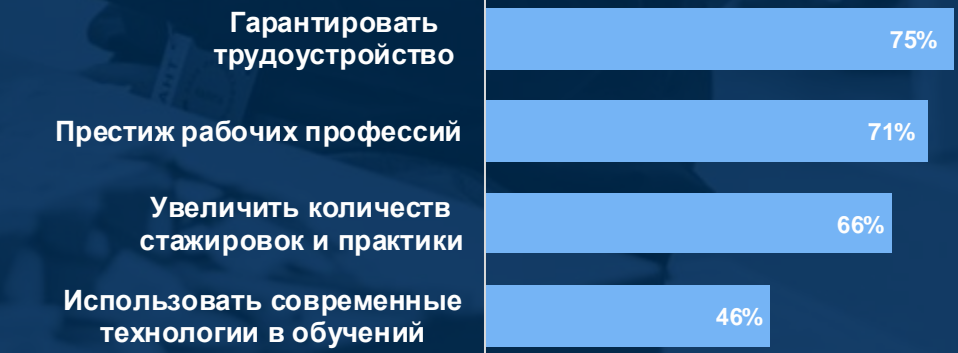 Гарантировать
трудоустройство
75%
Престиж рабочих профессий
71%
Увеличить количеств
стажировок и практики
66%
Использовать современные
технологии в обучений
46%